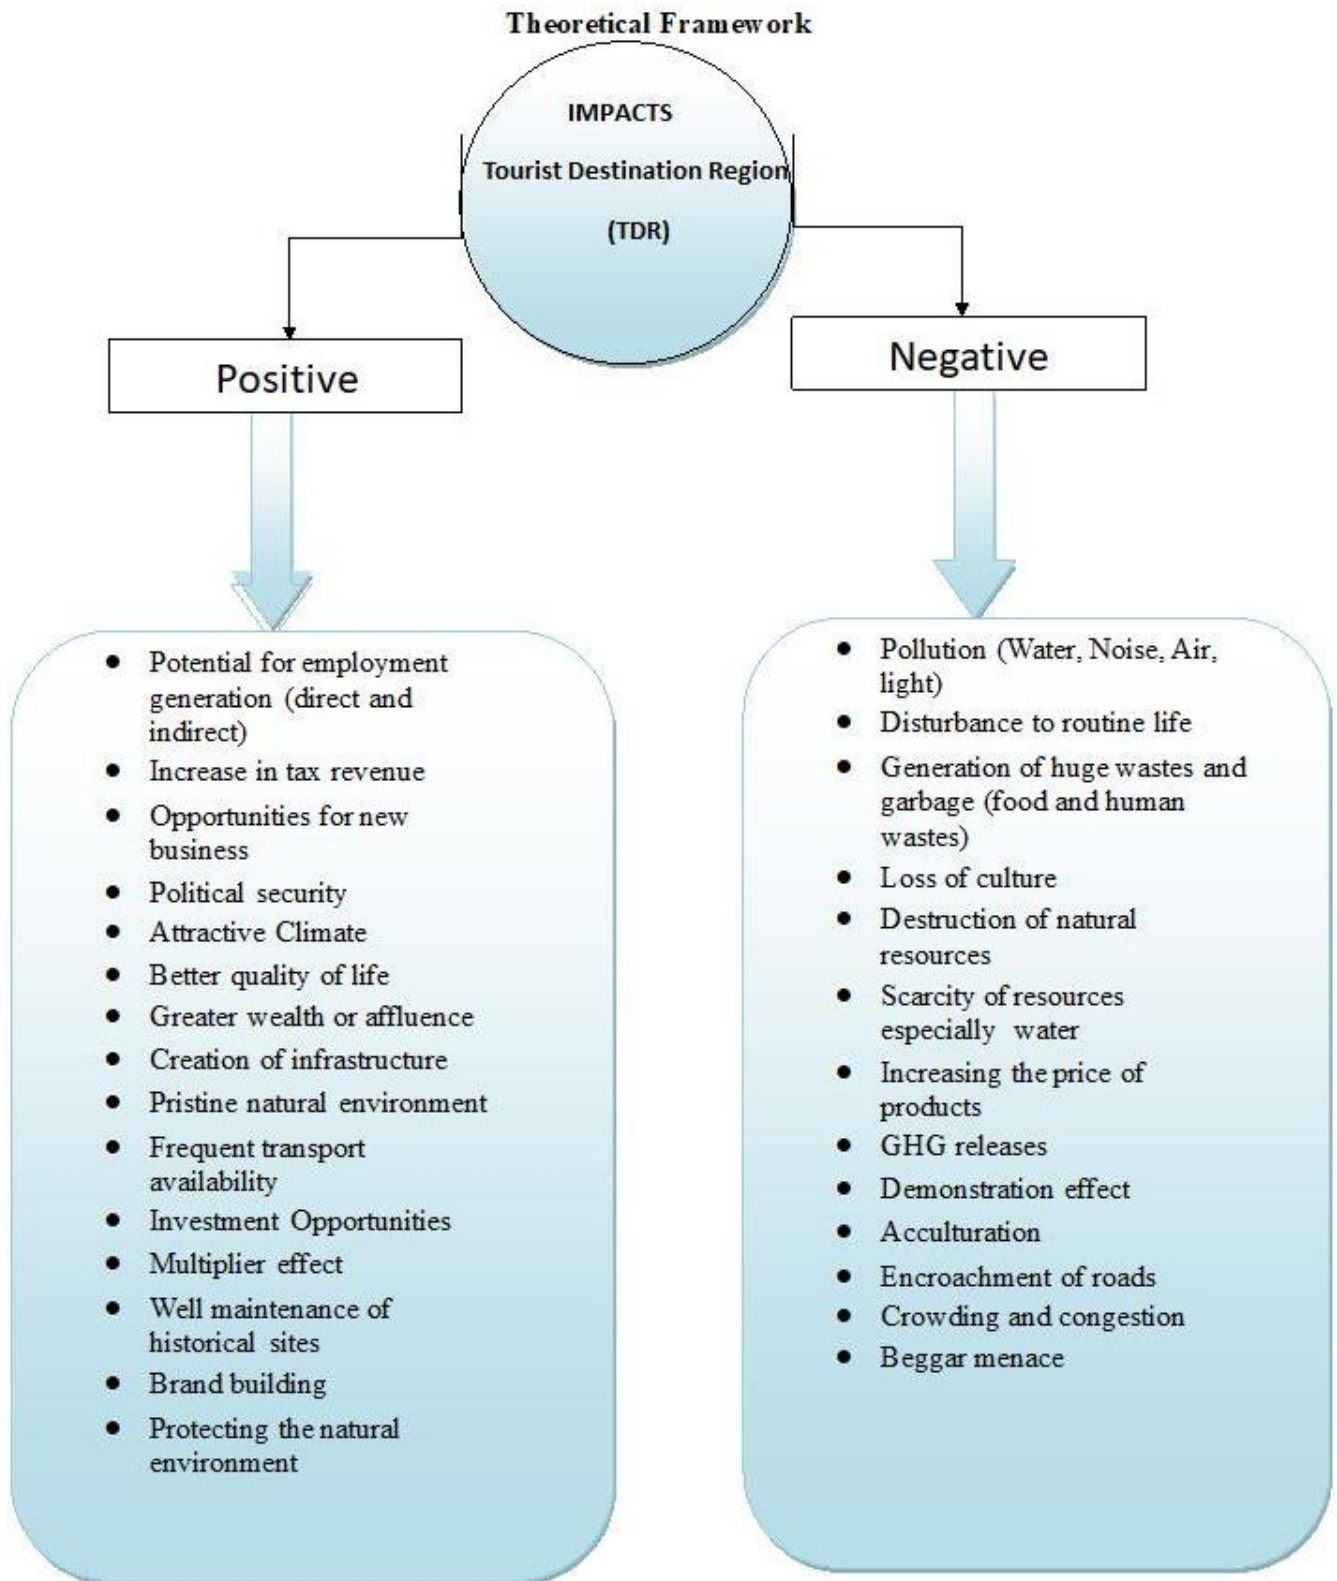 Theoretical Framework
IMPACTS
Tourist Destination Region
(TDR)
Positive
Negative
• Potential for employment
generation (direct and
indirect)
• Increase in tax revenue
• Opportunities for new
business
• Political security
• Attractive Climate
• Better quality of life
• Greater wealth or affluence
• Creation of infrastructure
• Pristine natural environment
• Frequent transport
availability
• Investment Opportunities
• Multiplier effect
• Well maintenance of
historical sites
• Brand building
• Protecting the natural
environment
• Pollution (Water, Noise, Air,
light)
• Disturbance to routine life
• Generation of huge wastes and
garbage (food and human
wastes)
• Loss of culture
• Destruction of natural
resources
• Scarcity of resources
especially water
• Increasing the price of
products
• GHG releases
• Demonstration effect
• Acculturation
• Encroachment of roads
• Crowding and congestion
• Beggar menace